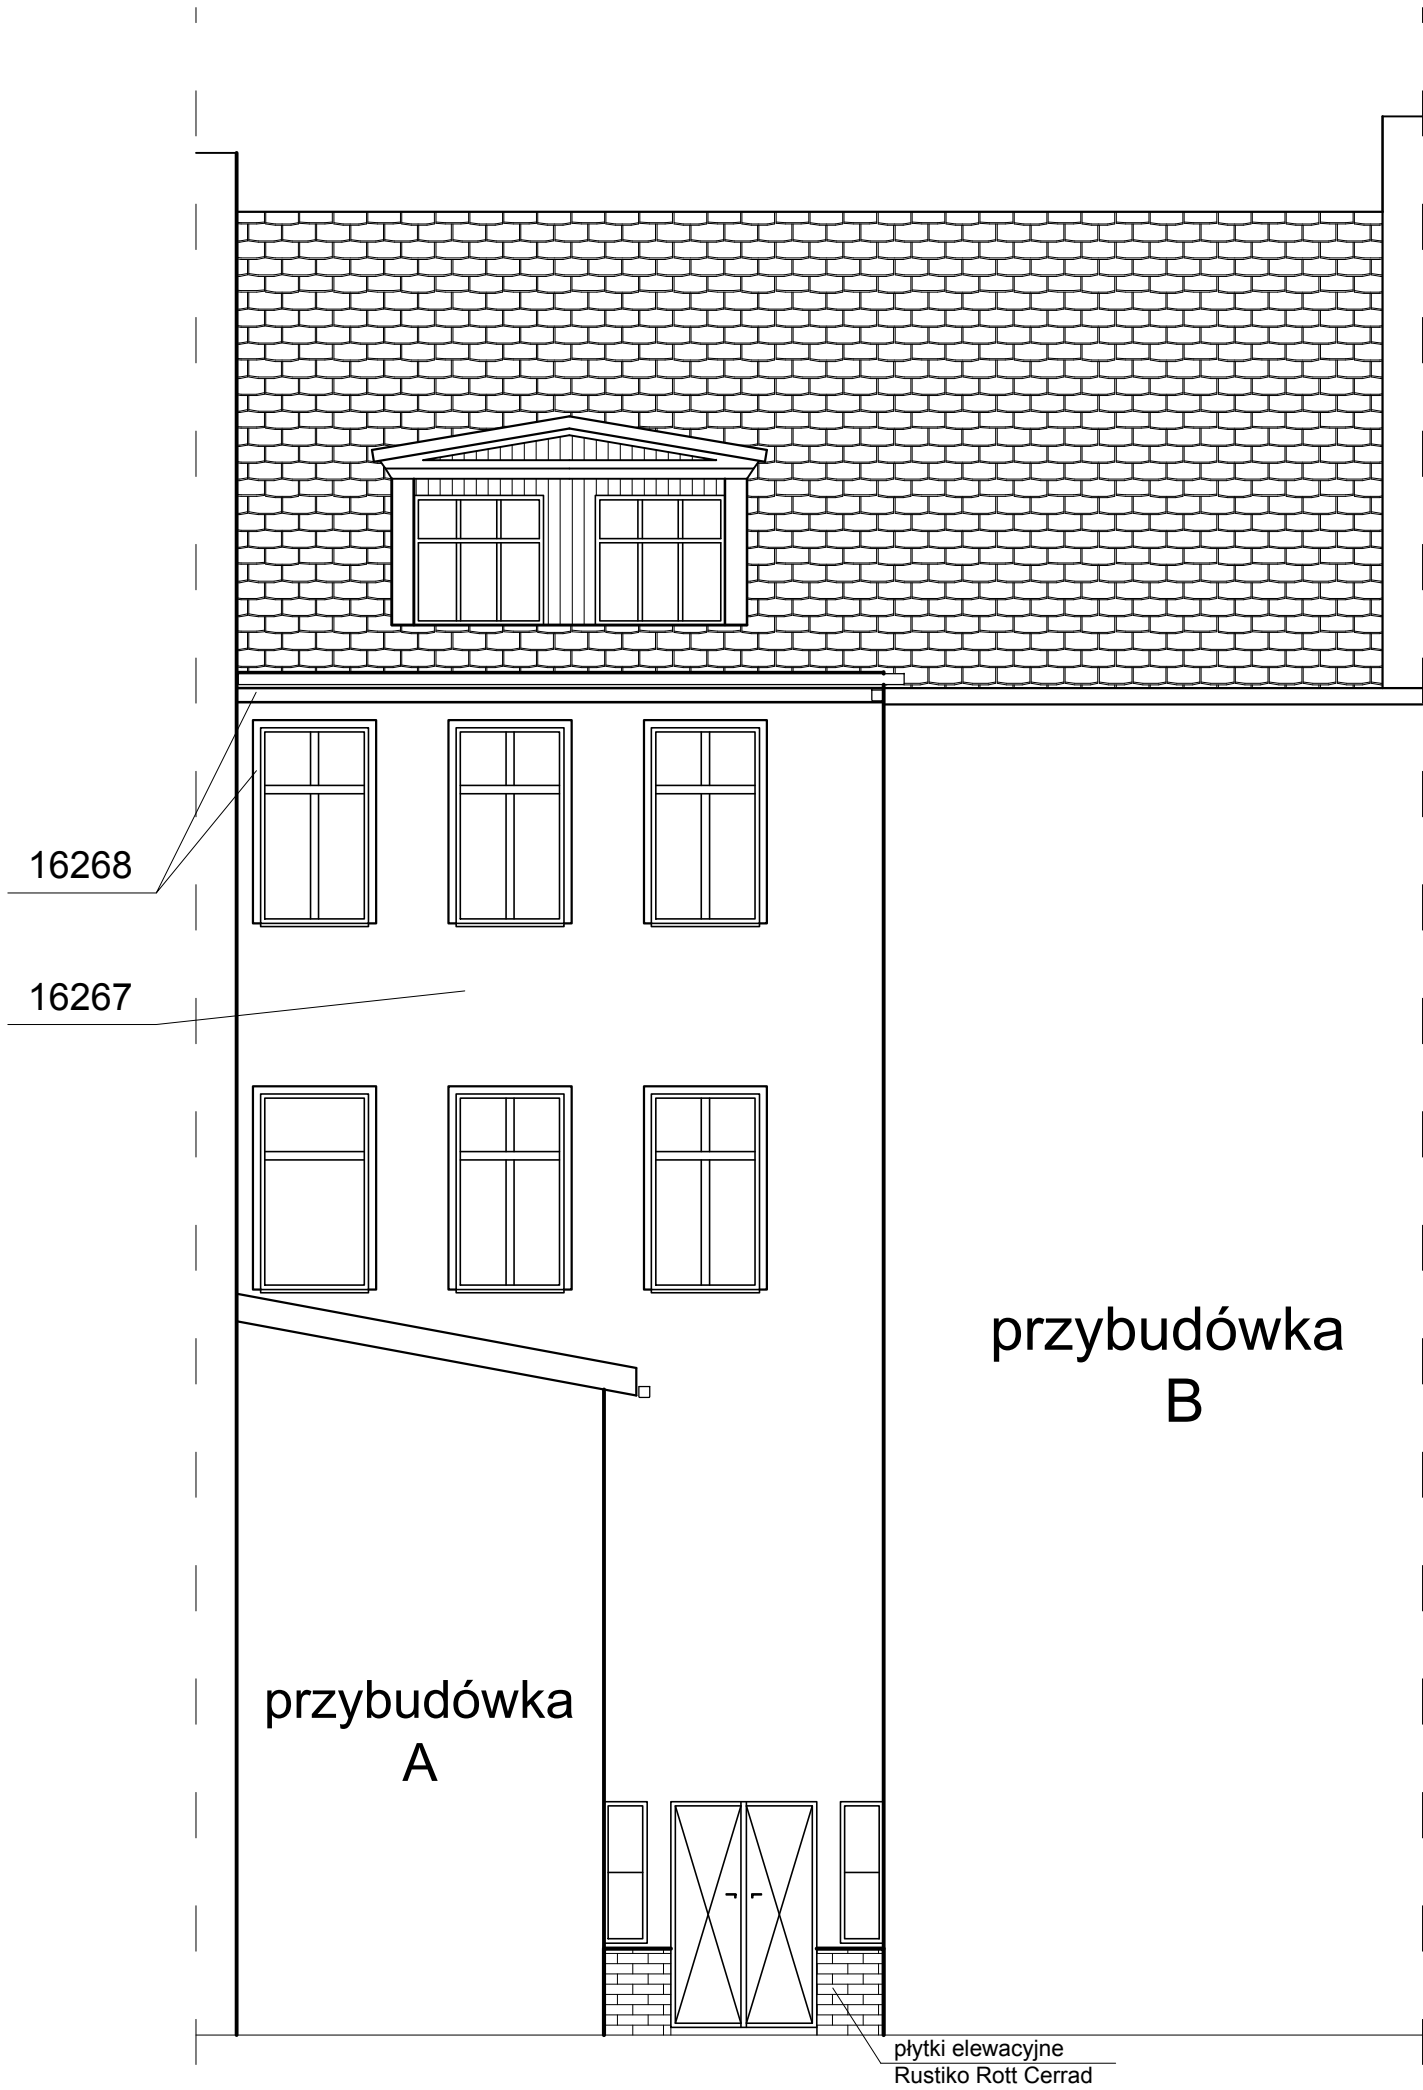 16268
16267
przybudówka
B
przybudówka
A
płytki elewacyjne
Rustiko Rott Cerrad